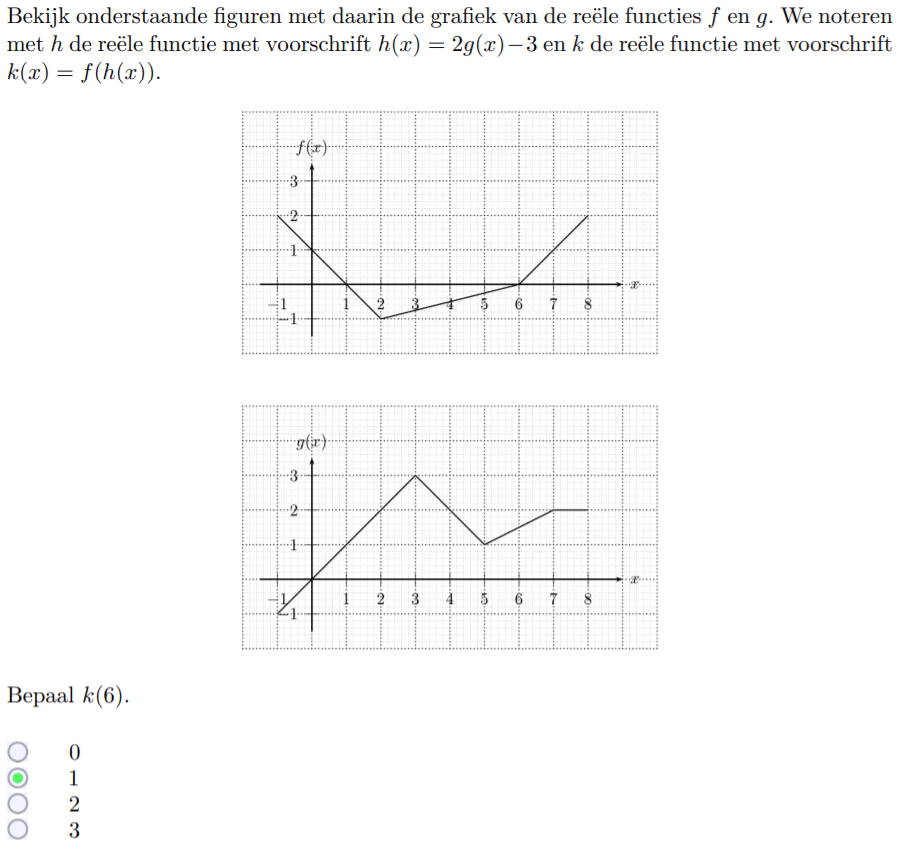 Bekijk onderstaande figuren met daarin de grafiek van de reële functies f en g. We noteren
met h de reële functie met voorschrift h(x) = 2g(x)−3 en k de reële functie met voorschrift
k(x) = f(h(x)).
f(x)
3
2
1
x
−1 1 2 3 4 5 6 7 8
−1
g(x)
3
2
1
x
−1 1 2 3 4 5 6 7 8
−1
Bepaal k(6).
0
1
2
3